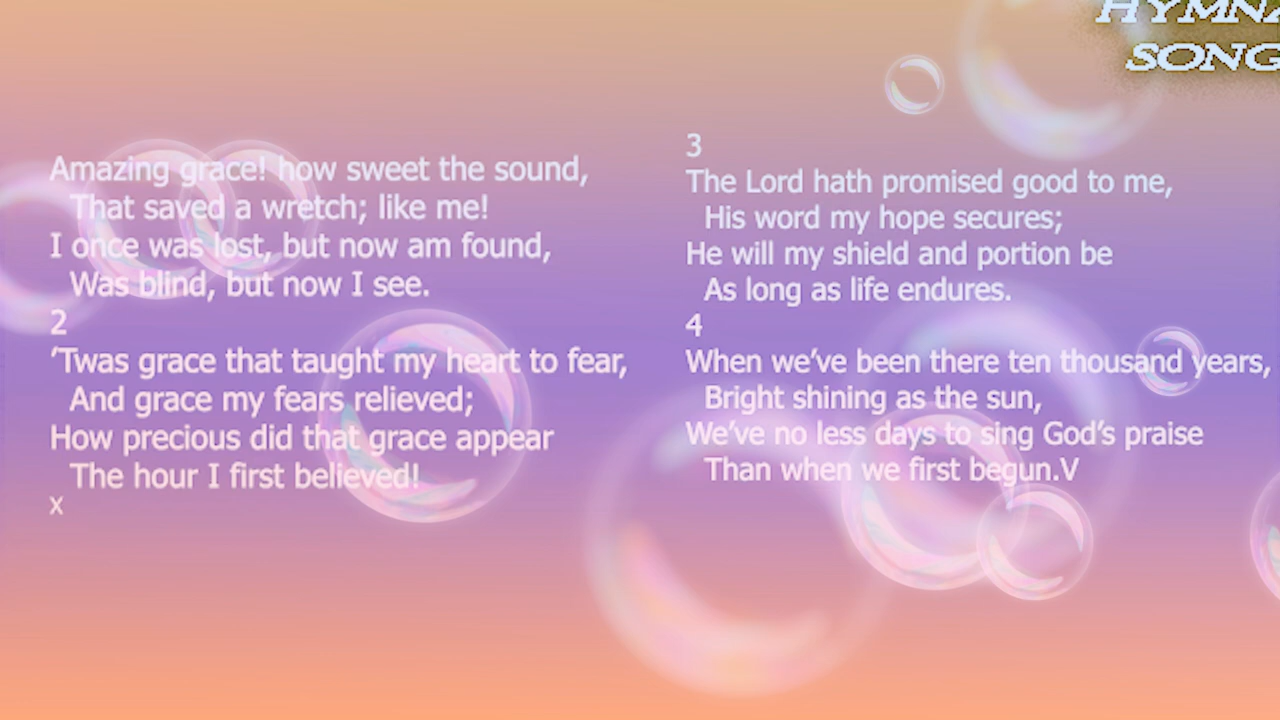 Amazing grace! how sweet the sound,
That saved a wretch; like me!
I once was lost, but now am found,
Was blind, but now I see.
2
’Twas grace that taught my heart to fear,
And grace my fears relieved;
How precious did that grace appear
The hour I first believed!
x
3
The Lord hath promised good to me,
His word my hope secures;
He will my shield and portion be
As long as life endures.
4
When we’ve been there ten thousand years,
Bright shining as the sun,
We’ve no less days to sing God’s praise
Than when we first begun.V
SONG